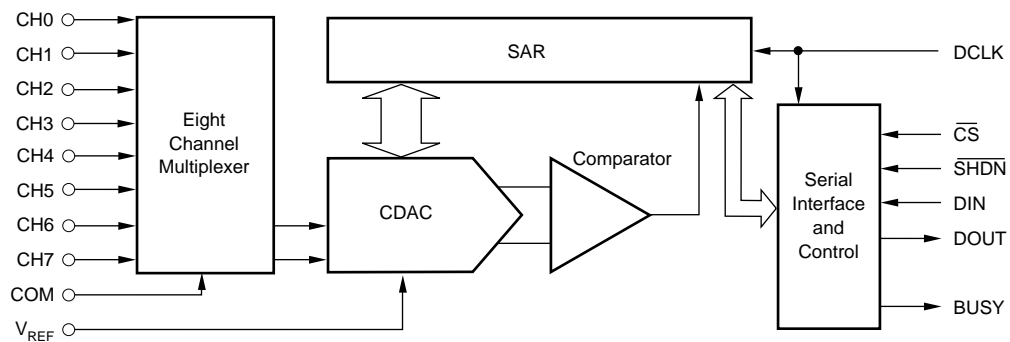 CH0
CH1
CH2
CH3
CH4
CH5
CH6
CH7
COM
VREF
Eight
Channel
Multiplexer
SAR
CDAC
Comparator
Serial
Interface
and
Control
DCLK
CS
SHDN
DIN
DOUT
BUSY